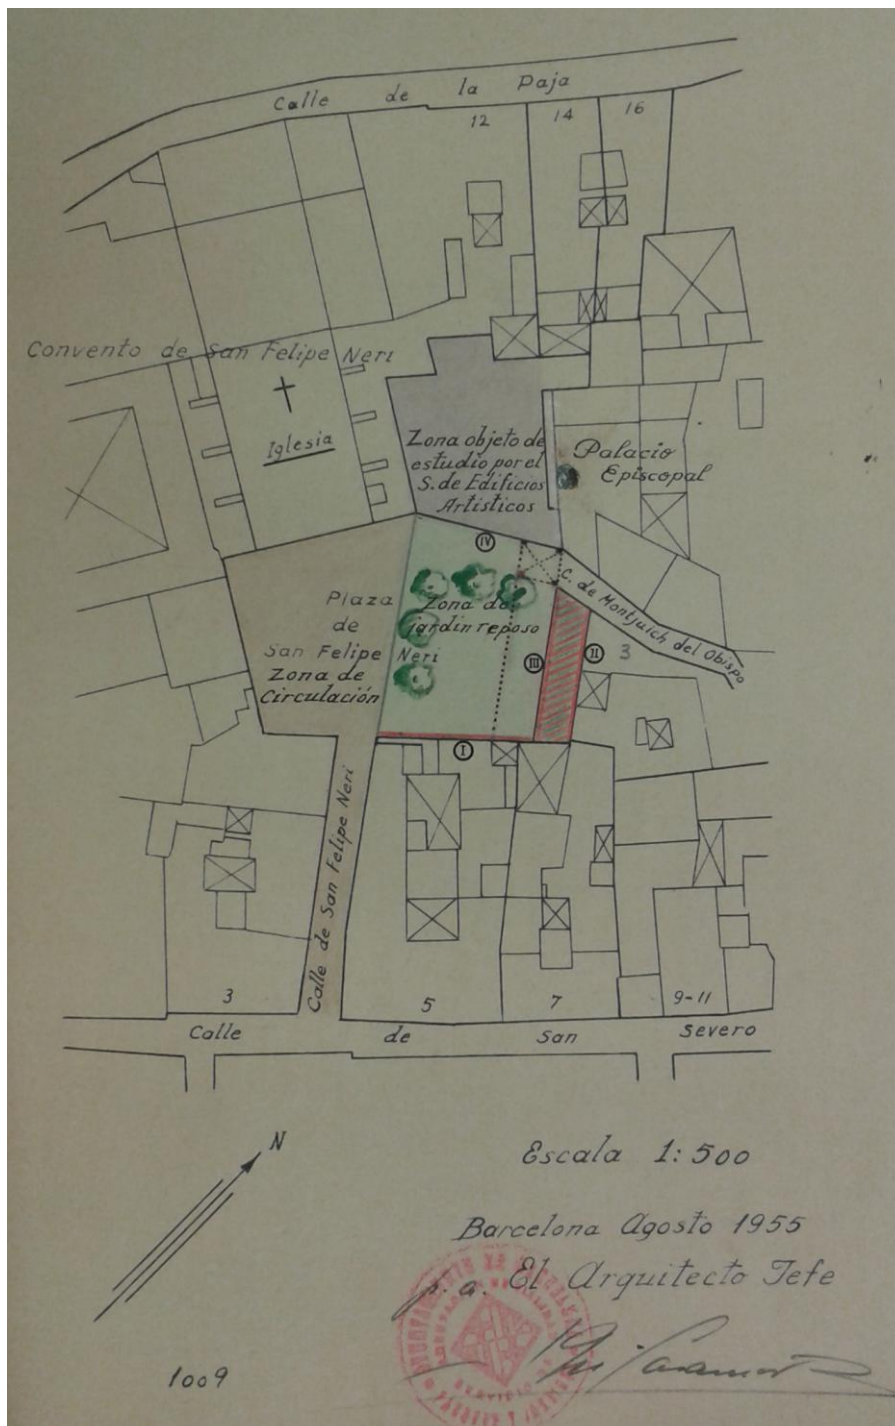 Calle de la Paja
12
14
16
Convento de San Felipe Neri
Iglesia
Zona objeto de
estudio por el
S. de Edificios
Artisticos
Palacio
Episcopal
IV
C. de Montjuich del Obispo
Plaza
de
San Felipe Neri
Zona de
Circulación
Zona de
jardin reposo
III
II
3
I
Calle de San Felipe Neri
3
5
7
9-11
Calle de San Severo
N
Escala 1:500
Barcelona Agosto 1955
p.a. El Arquitecto Jefe
1009